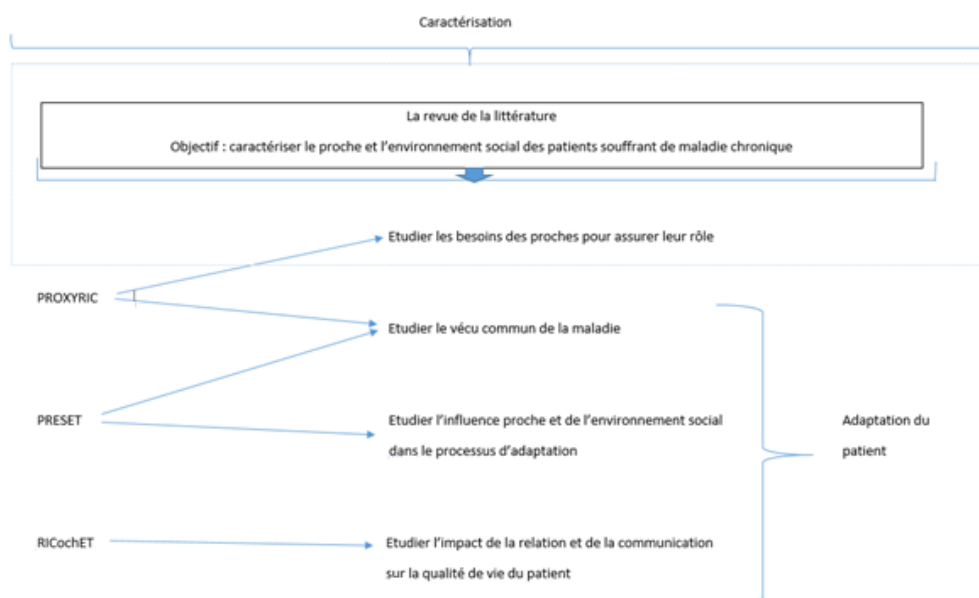 Caractérisation
La revue de la littérature
Objectif : caractériser le proche et l'environnement social des patients souffrant de maladie chronique
Etudier les besoins des proches pour assurer leur rôle
PROXYRIC
Etudier le vécu commun de la maladie
PRESET
Etudier l'influence proche et de l'environnement social
dans le processus d'adaptation
Adaptation du
patient
RICochET
Etudier l'impact de la relation et de la communication
sur la qualité de vie du patient